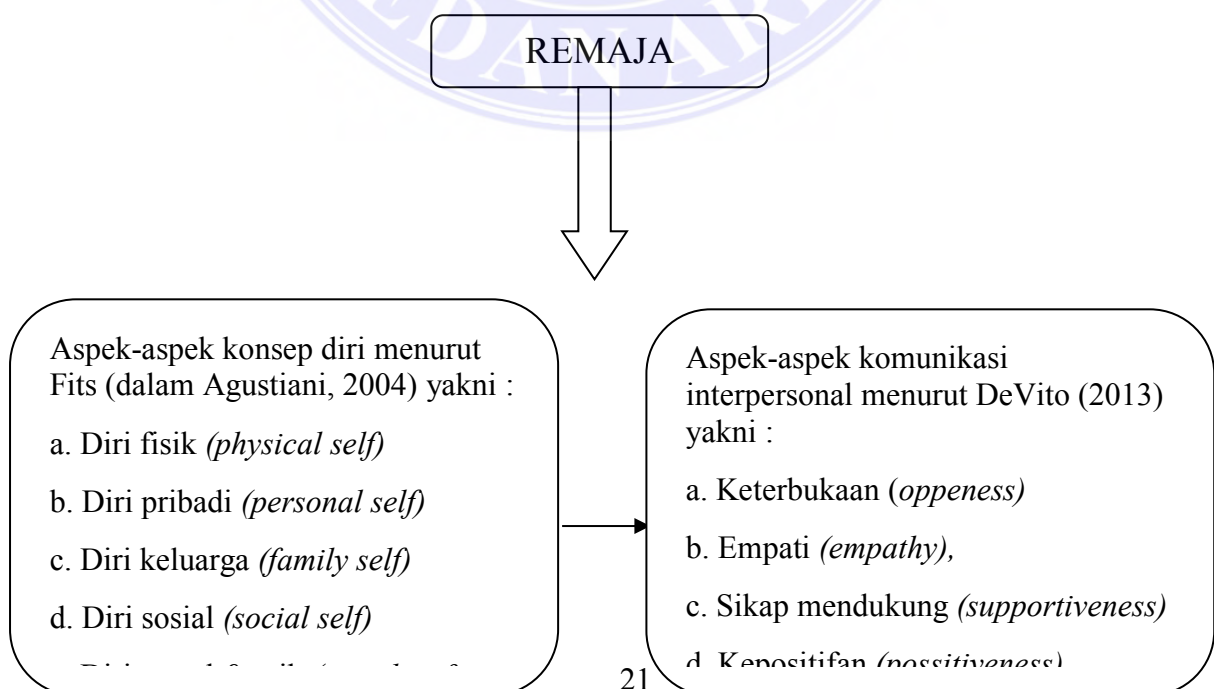 REMAJA
Aspek-aspek konsep diri menurut
Fits (dalam Agustiani, 2004) yakni :
a. Diri fisik (physical self)
b. Diri pribadi (personal self)
c. Diri keluarga (family self)
d. Diri sosial (social self)
Aspek-aspek komunikasi
interpersonal menurut DeVito (2013)
yakni :
a. Keterbukaan (oppeness)
b. Empati (empathy),
c. Sikap mendukung (supportiveness)
d. Kepositifan (possitiveness)
21